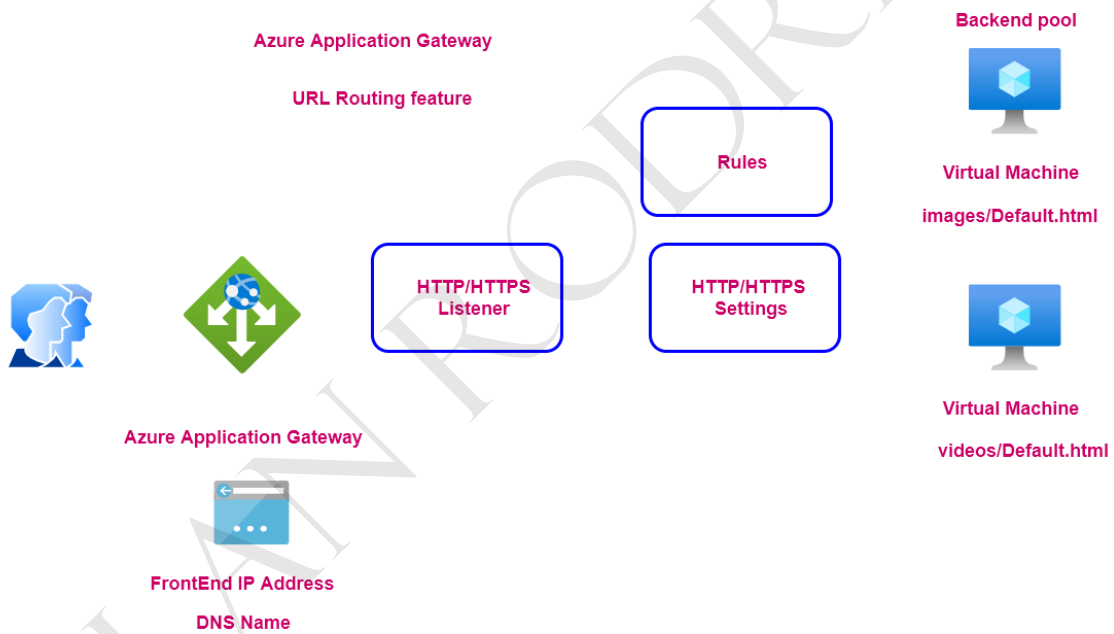 Azure Application Gateway
URL Routing feature
Backend pool
Rules
Virtual Machine
images/Default.html
HTTP/HTTPS
Listener
HTTP/HTTPS
Settings
Azure Application Gateway
Virtual Machine
videos/Default.html
FrontEnd IP Address
DNS Name